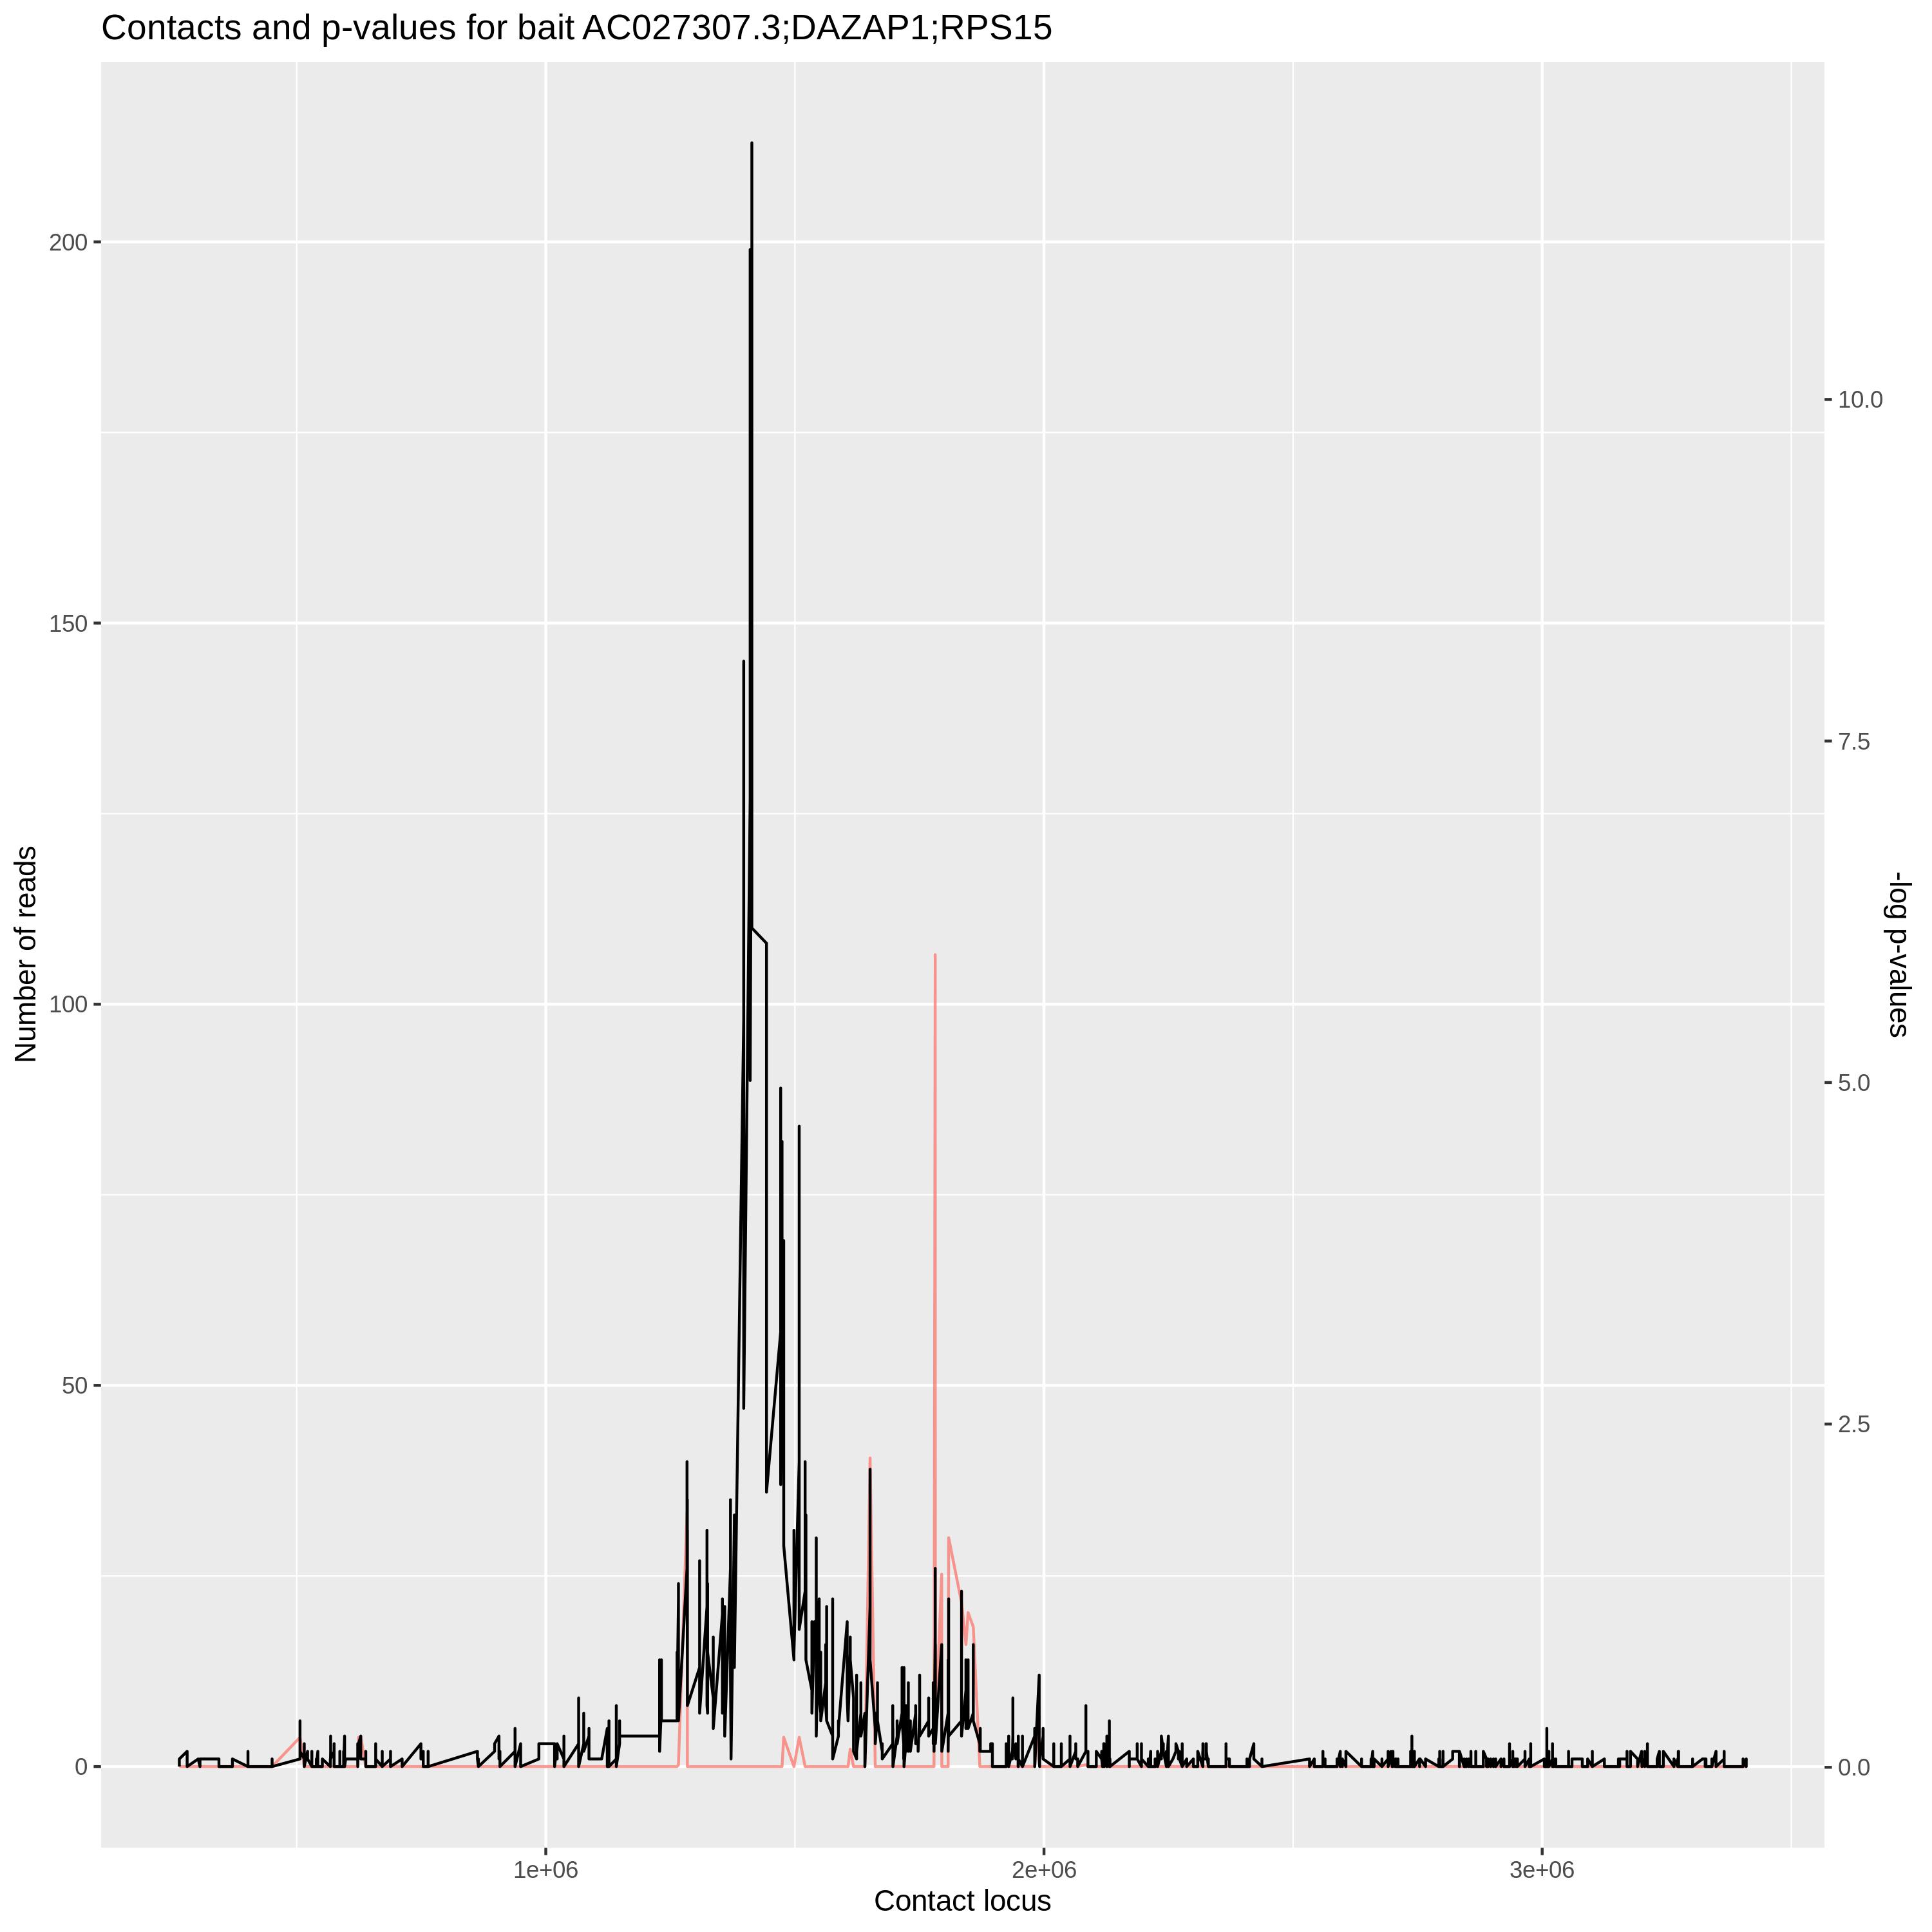 Contacts and p-values for bait AC027307.3;DAZAP1;RPS15
200
150
100
50
0
Number of reads
10.0
7.5
5.0
2.5
0.0
-log p-values
1e+06
2e+06
3e+06
Contact locus